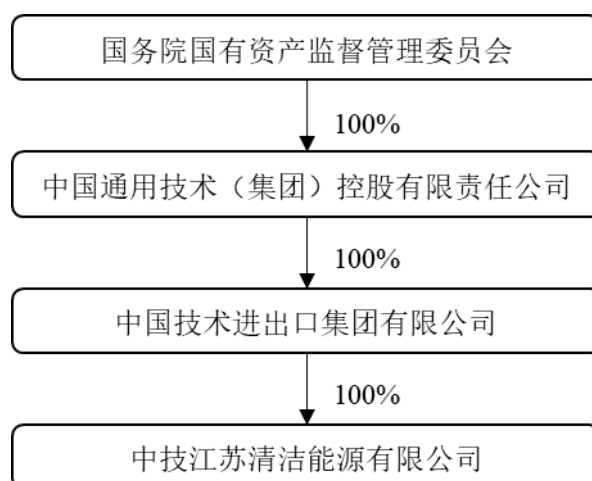 国务院国有资产监督管理委员会
100%
中国通用技术（集团）控股有限责任公司
100%
中国技术进出口集团有限公司
100%
中技江苏清洁能源有限公司